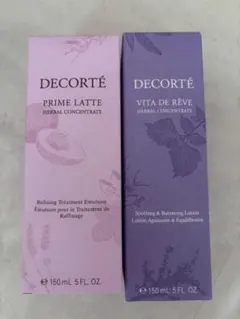 DECORTÉ
PRIME LATTE
HERBAL CONCENTRATE
Refining Treatment Emulsion
Émulsion pour le Traitement de
Raffinage
℮ 150 mL 5 FL. OZ.
DECORTÉ
VITA DE RÊVE
HERBAL CONCENTRATE
Soothing & Balancing Lotion
Lotion Apaisante & Équilibrante
℮ 150 mL 5 FL. OZ.